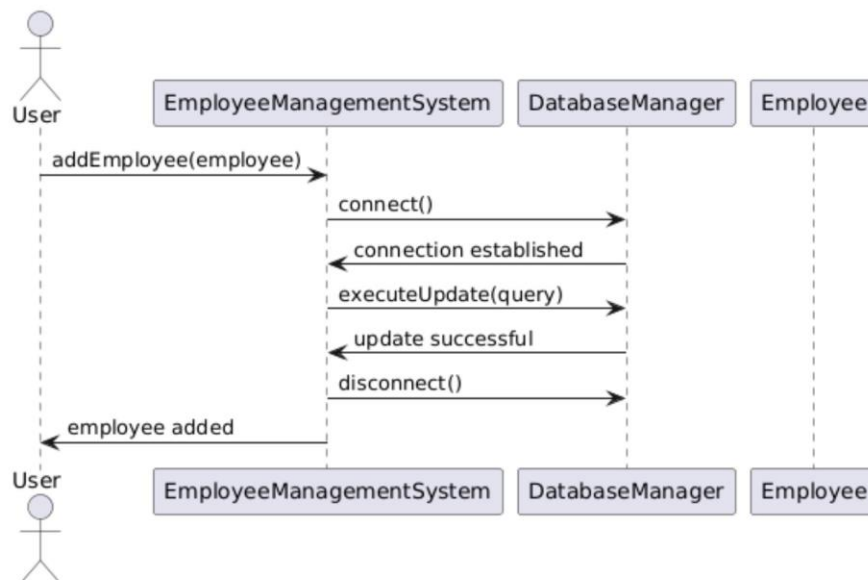 User
EmployeeManagementSystem
DatabaseManager
Employee
addEmployee(employee)
connect()
connection established
executeUpdate(query)
update successful
disconnect()
employee added
User
EmployeeManagementSystem
DatabaseManager
Employee